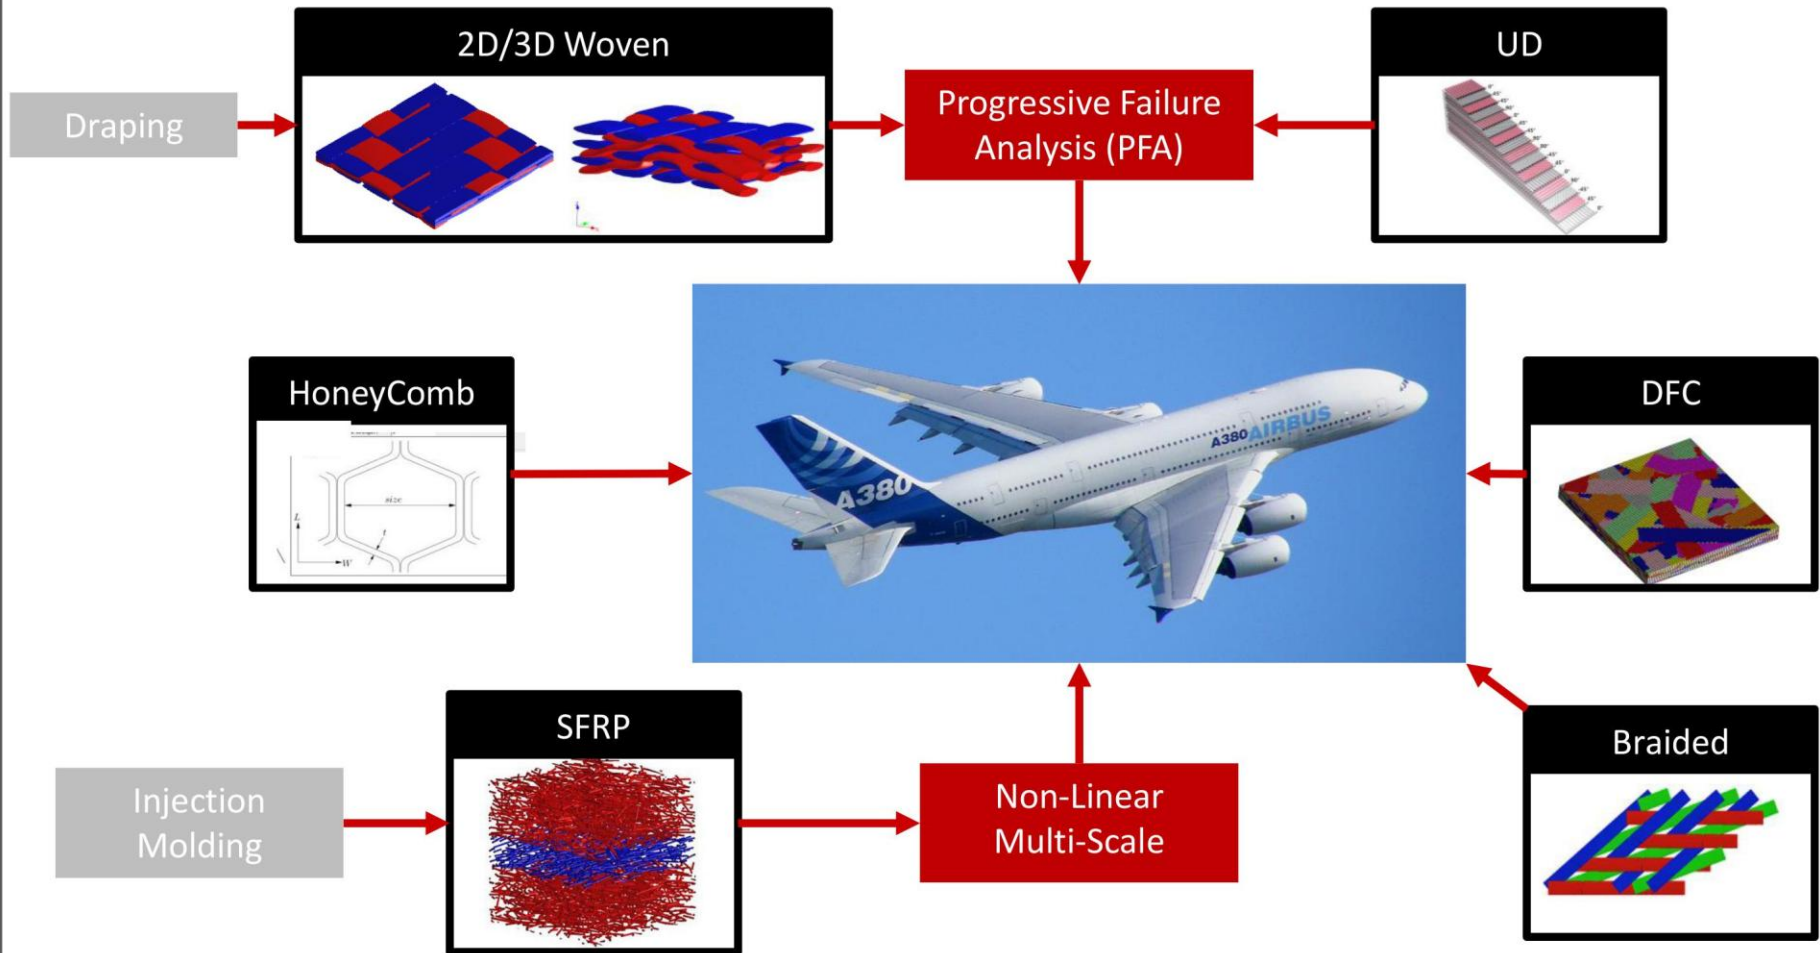 2D/3D Woven
UD
Draping
Progressive Failure
Analysis (PFA)
HoneyComb
size
t
L
W
A380 AIRBUS
A380
DFC
SFRP
Injection
Molding
Non-Linear
Multi-Scale
Braided